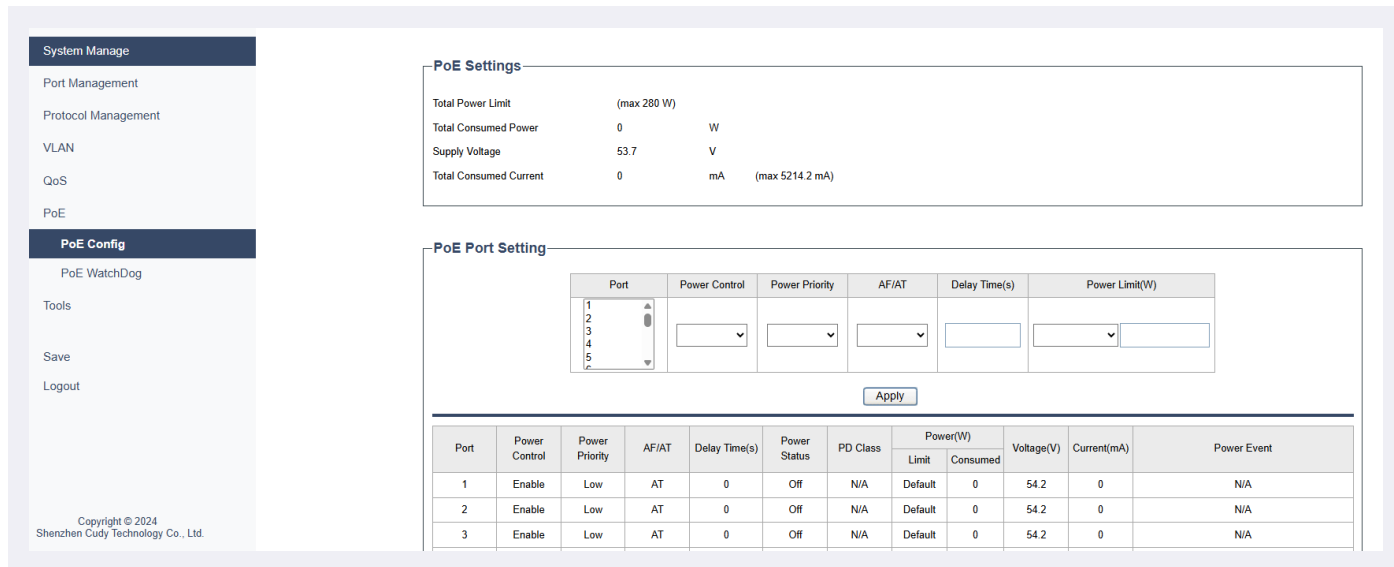 System Manage
Port Management
Protocol Management
VLAN
QoS
PoE
PoE Config
PoE WatchDog
Tools
Save
Logout
Copyright © 2024
Shenzhen Cudy Technology Co., Ltd.
PoE Settings
Total Power Limit (max 280 W)
Total Consumed Power 0 W
Supply Voltage 53.7 V
Total Consumed Current 0 mA (max 5214.2 mA)
PoE Port Setting
Port Power Control Power Priority AF/AT Delay Time(s) Power Limit(W)
1
2
3
4
5
Apply
Port Power Control Power Priority AF/AT Delay Time(s) Power Status PD Class Power(W) Limit Consumed Voltage(V) Current(mA) Power Event
1 Enable Low AT 0 Off N/A Default 0 54.2 0 N/A
2 Enable Low AT 0 Off N/A Default 0 54.2 0 N/A
3 Enable Low AT 0 Off N/A Default 0 54.2 0 N/A